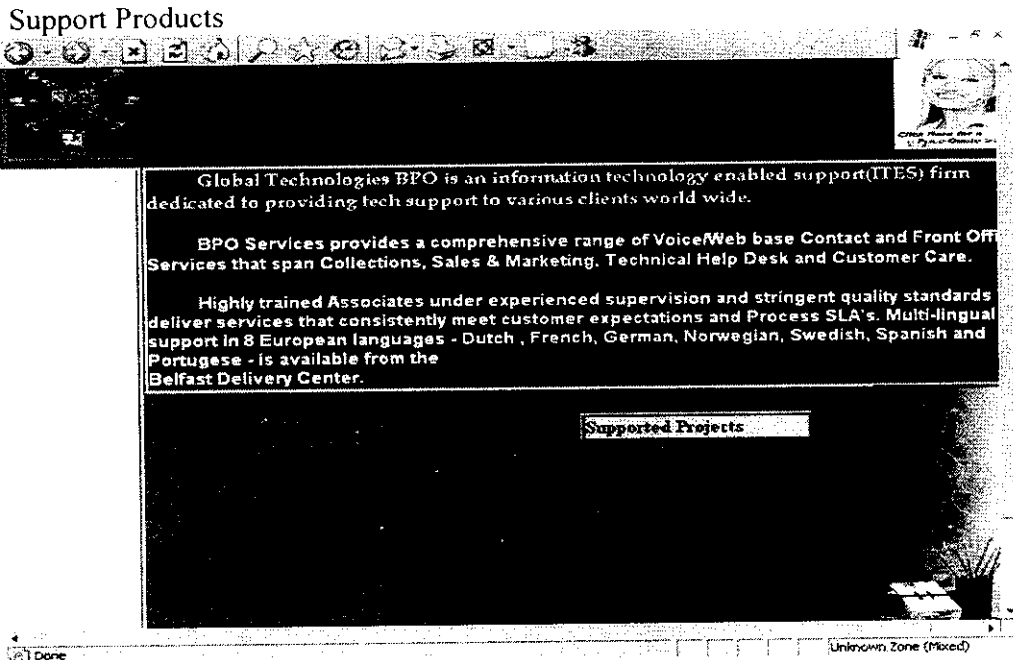 Support Products
Global Technologies BPO is an information technology enabled support(ITES) firm
dedicated to providing tech support to various clients world wide.
BPO Services provides a comprehensive range of Voice/Web base Contact and Front Offi
Services that span Collections, Sales & Marketing, Technical Help Desk and Customer Care.
Highly trained Associates under experienced supervision and stringent quality standards
deliver services that consistently meet customer expectations and Process SLA's. Multi-lingual
support in 8 European languages - Dutch , French, German, Norwegian, Swedish, Spanish and
Portugese - is available from the
Belfast Delivery Center.
Supported Projects
Done
Unknown Zone (Mixed)